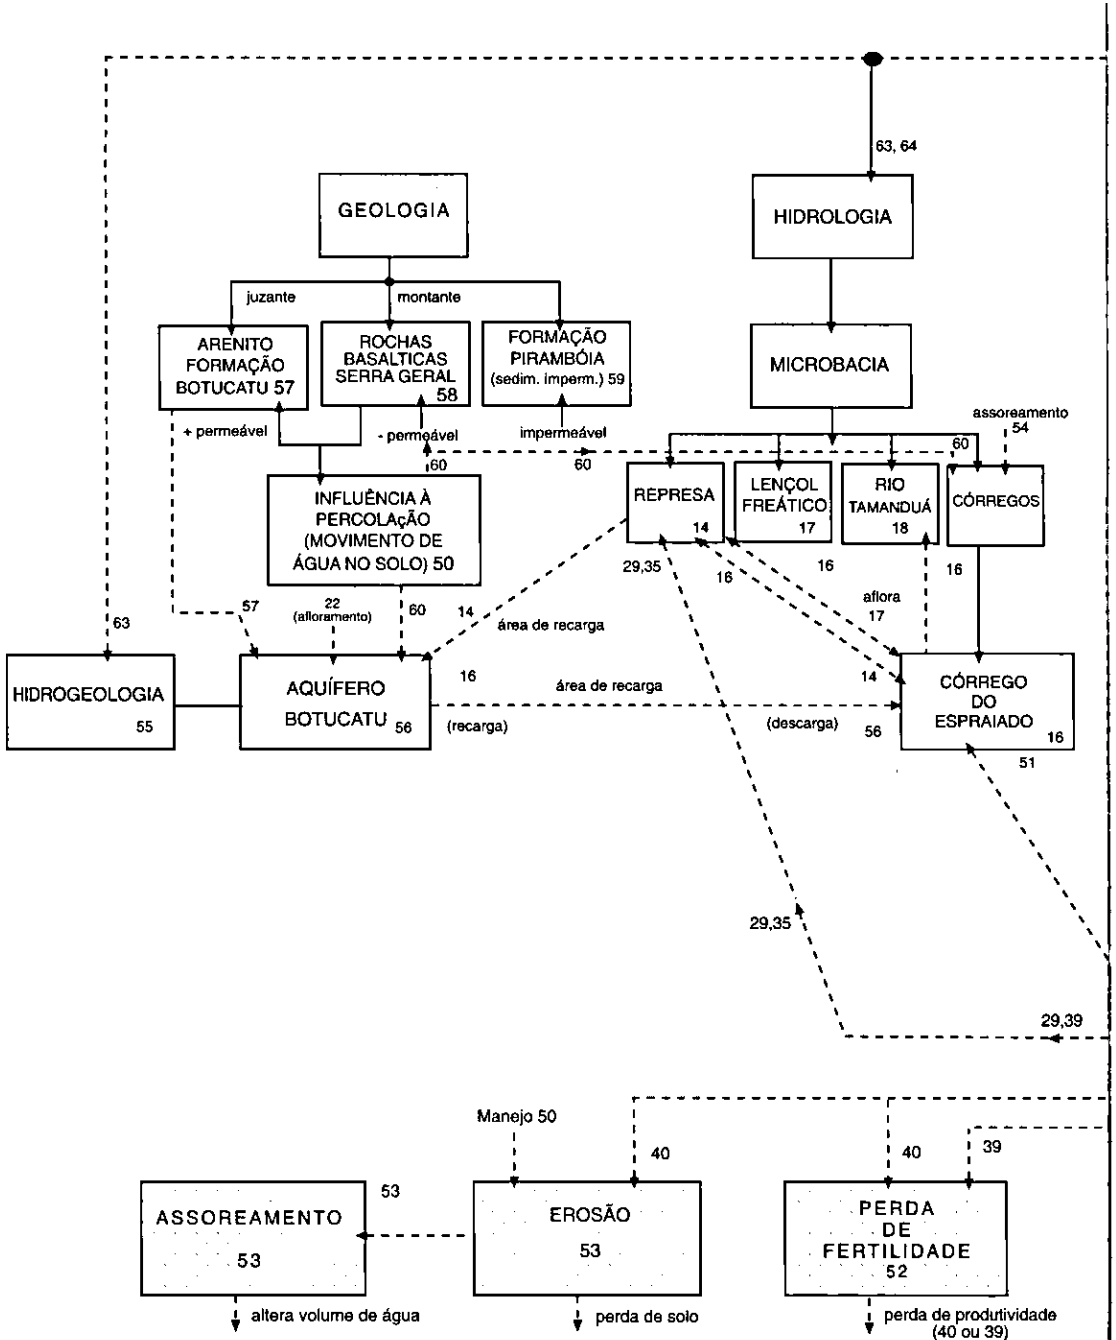 63, 64
GEOLOGIA
HIDROLOGIA
juzante
montante
ARENITO
FORMAÇÃO
BOTUCATU 57
ROCHAS
BASALTICAS
SERRA GERAL
58
FORMAÇÃO
PIRAMBÓIA
(sedim. imperm.) 59
MICROBACIA
+ permeável
- permeável
impermeável
assoreamento
54
60
60
60
INFLUÊNCIA À
PERCOLAçÃO
(MOVIMENTO DE
ÁGUA NO SOLO) 50
REPRESA
14
LENÇOL
FREÁTICO
17
RIO
TAMANDUÁ
18
CÓRREGOS
29,35
16
16
16
aflora
17
57
22
(afloramento)
60
14
área de recarga
63
HIDROGEOLOGIA
55
AQUÍFERO
BOTUCATU
56
16
área de recarga
14
(recarga)
(descarga)
56
CÓRREGO
DO
ESPRAIADO
16
51
29,35
29,39
Manejo 50
40
40
39
53
ASSOREAMENTO
53
EROSÃO
53
PERDA
DE
FERTILIDADE
52
altera volume de água
perda de solo
perda de produtividade
(40 ou 39)